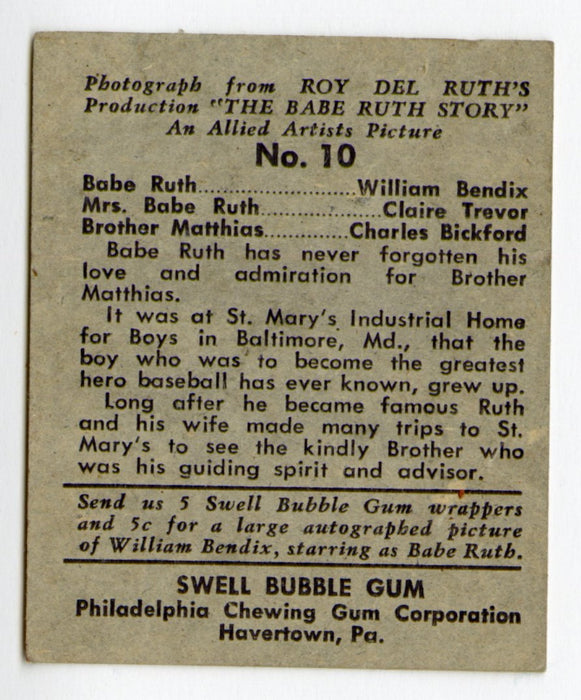 Photograph from ROY DEL RUTH'S
Production "THE BABE RUTH STORY"
An Allied Artists Picture
No. 10
Babe Ruth........................William Bendix
Mrs. Babe Ruth..................Claire Trevor
Brother Matthias.............Charles Bickford
Babe Ruth has never forgotten his
love and admiration for Brother
Matthias.
It was at St. Mary's Industrial Home
for Boys in Baltimore, Md., that the
boy who was to become the greatest
hero baseball has ever known, grew up.
Long after he became famous Ruth
and his wife made many trips to St.
Mary's to see the kindly Brother who
was his guiding spirit and advisor.
Send us 5 Swell Bubble Gum wrappers
and 5c for a large autographed picture
of William Bendix, starring as Babe Ruth.
SWELL BUBBLE GUM
Philadelphia Chewing Gum Corporation
Havertown, Pa.